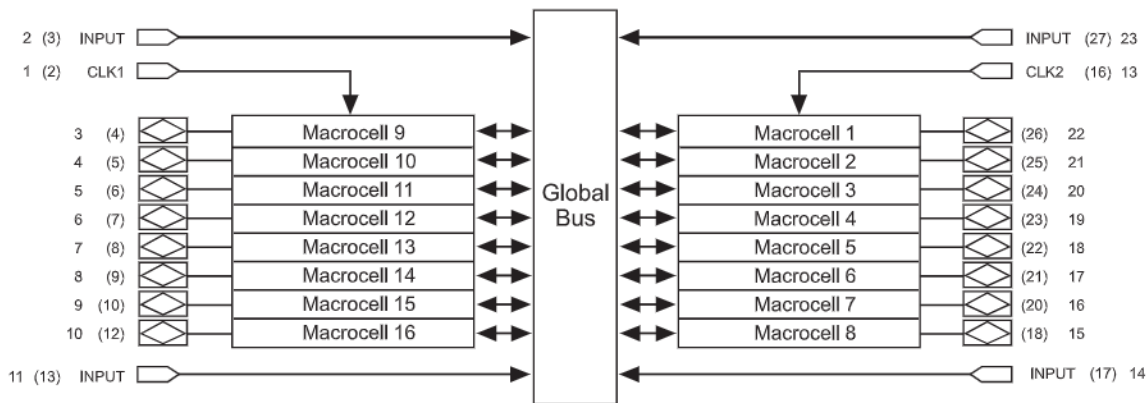 2 (3) INPUT INPUT (27) 23
1 (2) CLK1 CLK2 (16) 13
3 (4) Macrocell 9 Macrocell 1 (26) 22
4 (5) Macrocell 10 Macrocell 2 (25) 21
5 (6) Macrocell 11 Macrocell 3 (24) 20
Global
Bus
6 (7) Macrocell 12 Macrocell 4 (23) 19
7 (8) Macrocell 13 Macrocell 5 (22) 18
8 (9) Macrocell 14 Macrocell 6 (21) 17
9 (10) Macrocell 15 Macrocell 7 (20) 16
10 (12) Macrocell 16 Macrocell 8 (18) 15
11 (13) INPUT INPUT (17) 14